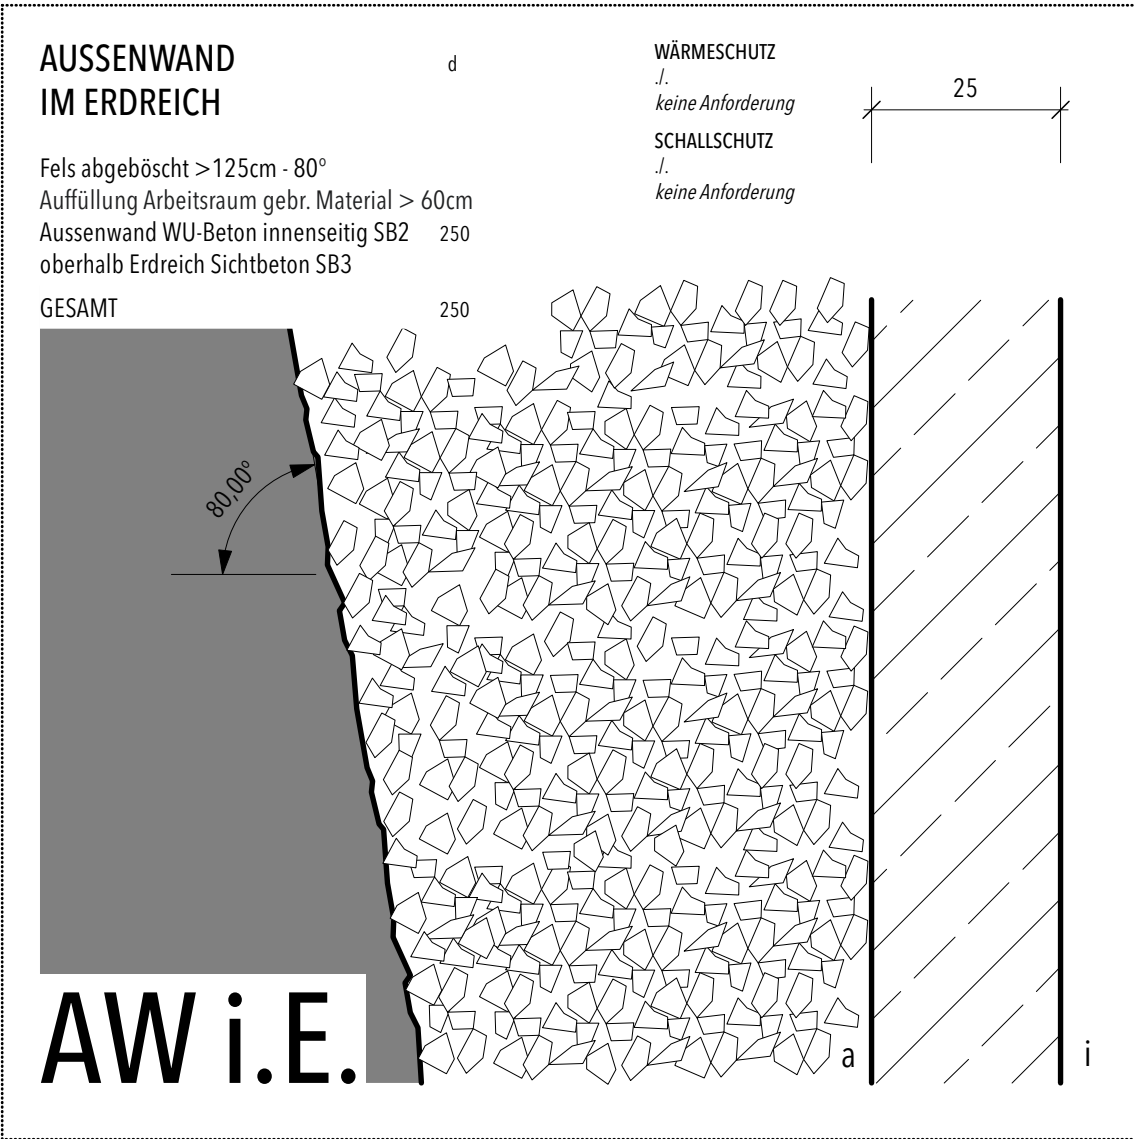 AUSSENWAND d
IM ERDREICH
Fels abgeböscht >125cm - 80°
Auffüllung Arbeitsraum gebr. Material > 60cm
Aussenwand WU-Beton innenseitig SB2 250
oberhalb Erdreich Sichtbeton SB3
GESAMT 250
WÄRMESCHUTZ
./.
keine Anforderung
SCHALLSCHUTZ
./.
keine Anforderung
25
80,00°
AW i.E.
a
i